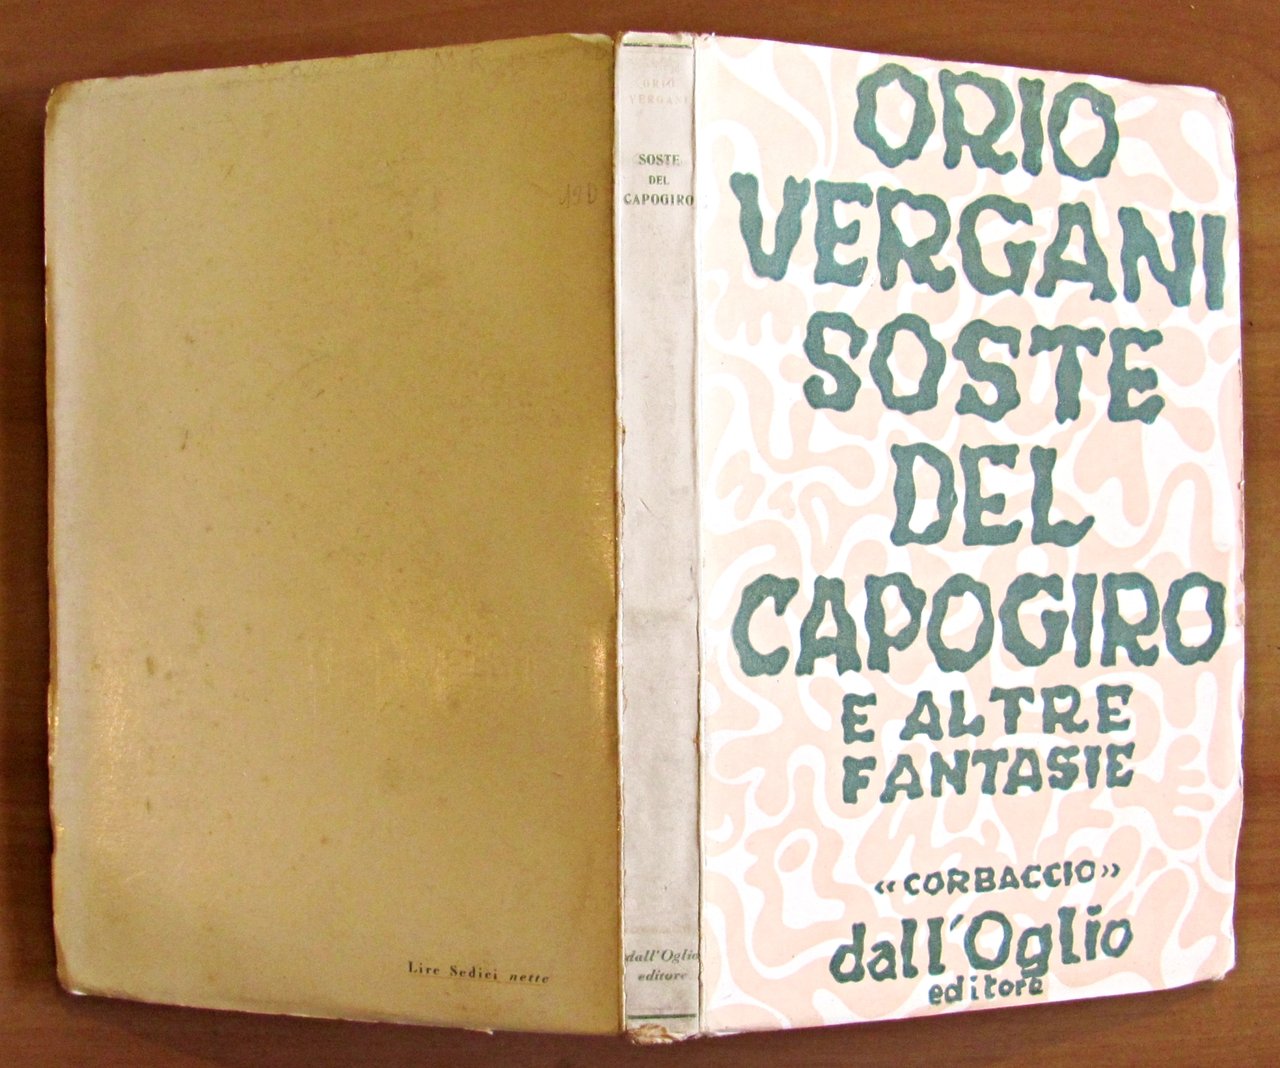 ORIO
VERGANI
SOSTE
DEL
CAPOGIRO
E ALTRE
FANTASIE
«CORBACCIO»
dall'Oglio
editore
ORIO
VERGANI
SOSTE
DEL
CAPOGIRO
dall'Oglio
editore
Lire Sedici nette